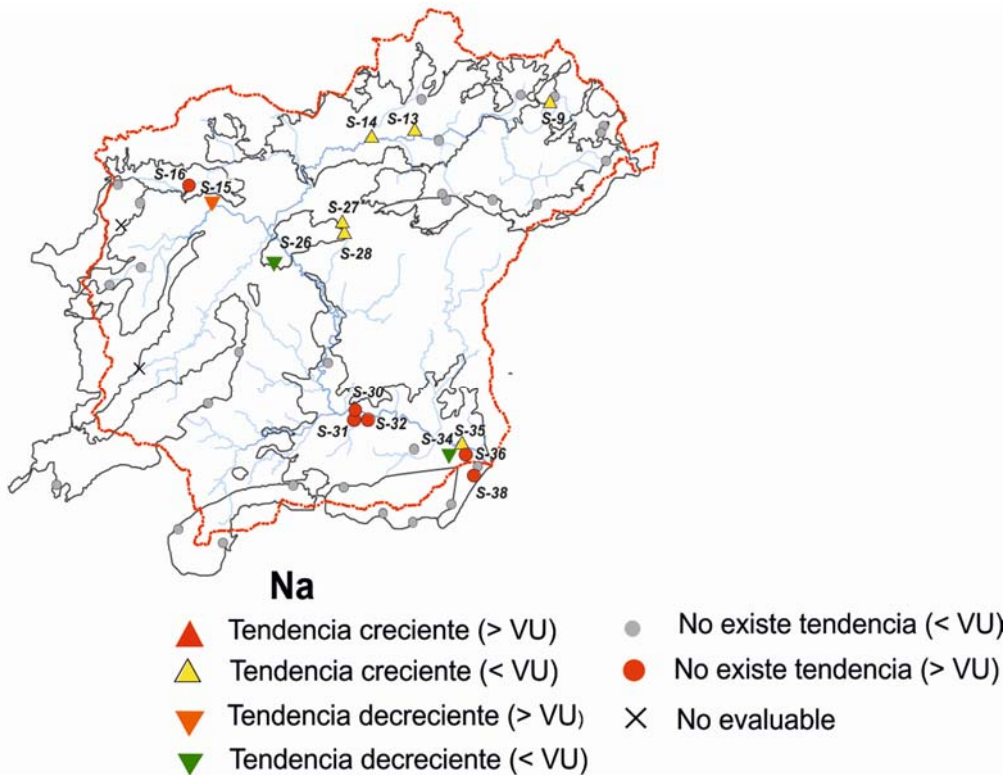 S-9
S-14
S-13
S-16
S-15
S-27
S-26
S-28
S-30
S-31
S-32
S-35
S-34
S-36
S-38
Na
Tendencia creciente (> VU)
Tendencia creciente (< VU)
Tendencia decreciente (> VU)
Tendencia decreciente (< VU)
No existe tendencia (< VU)
No existe tendencia (> VU)
No evaluable